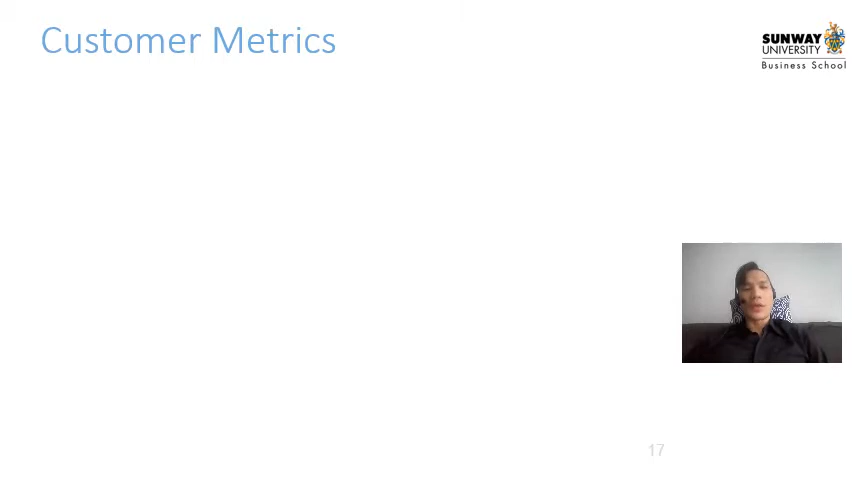 Customer Metrics
SUNWAY
UNIVERSITY
Business School
17